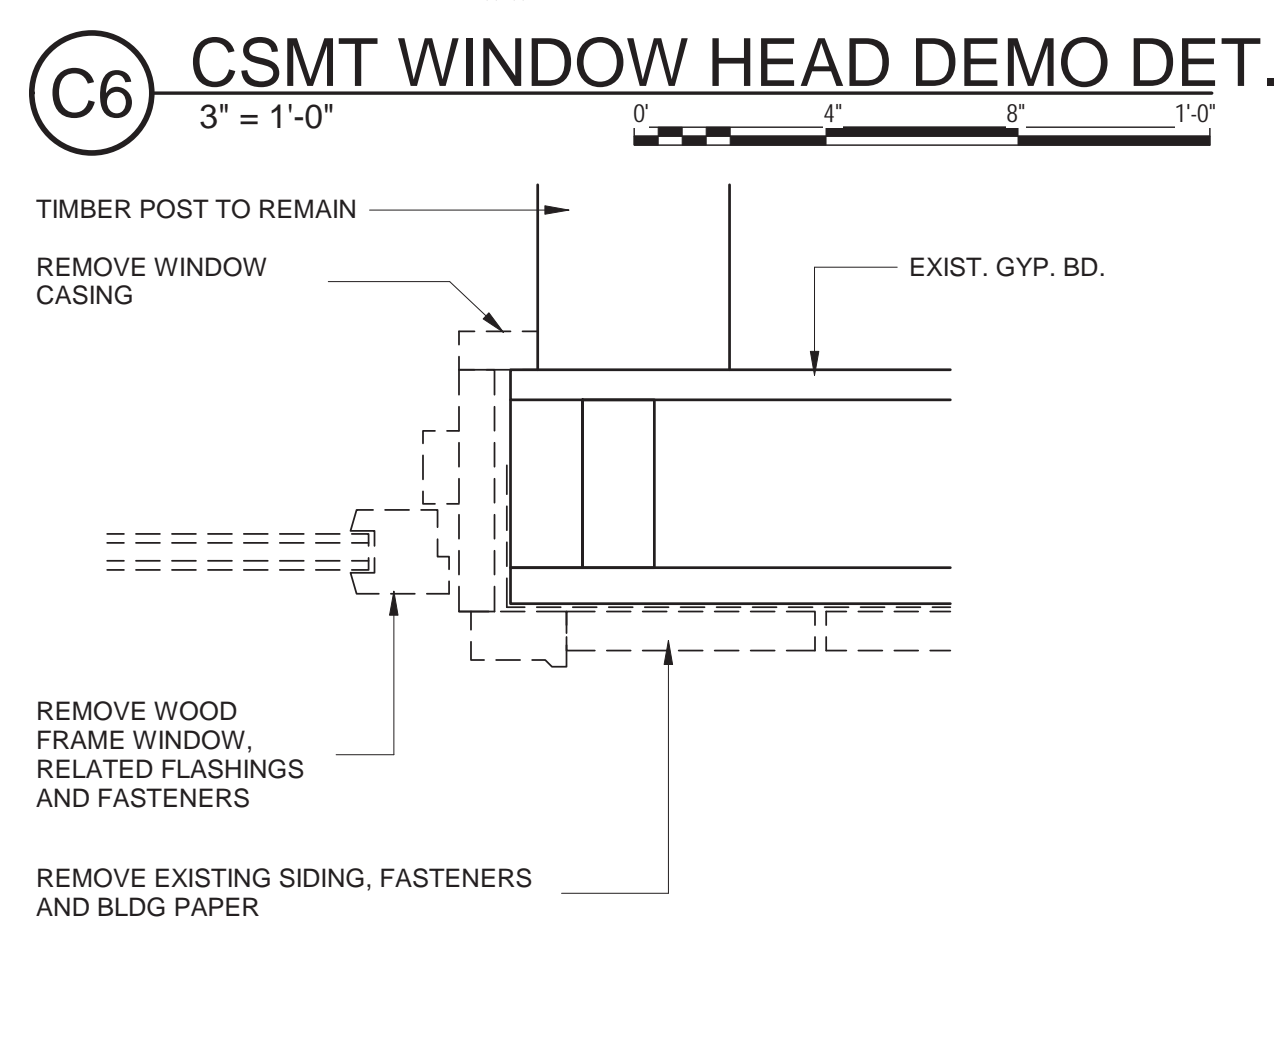 C6
CSMT WINDOW HEAD DEMO DET.
3" = 1'-0"
0' 4" 8" 1'-0"
TIMBER POST TO REMAIN
REMOVE WINDOW
CASING
EXIST. GYP. BD.
REMOVE WOOD
FRAME WINDOW,
RELATED FLASHINGS
AND FASTENERS
REMOVE EXISTING SIDING, FASTENERS
AND BLDG PAPER